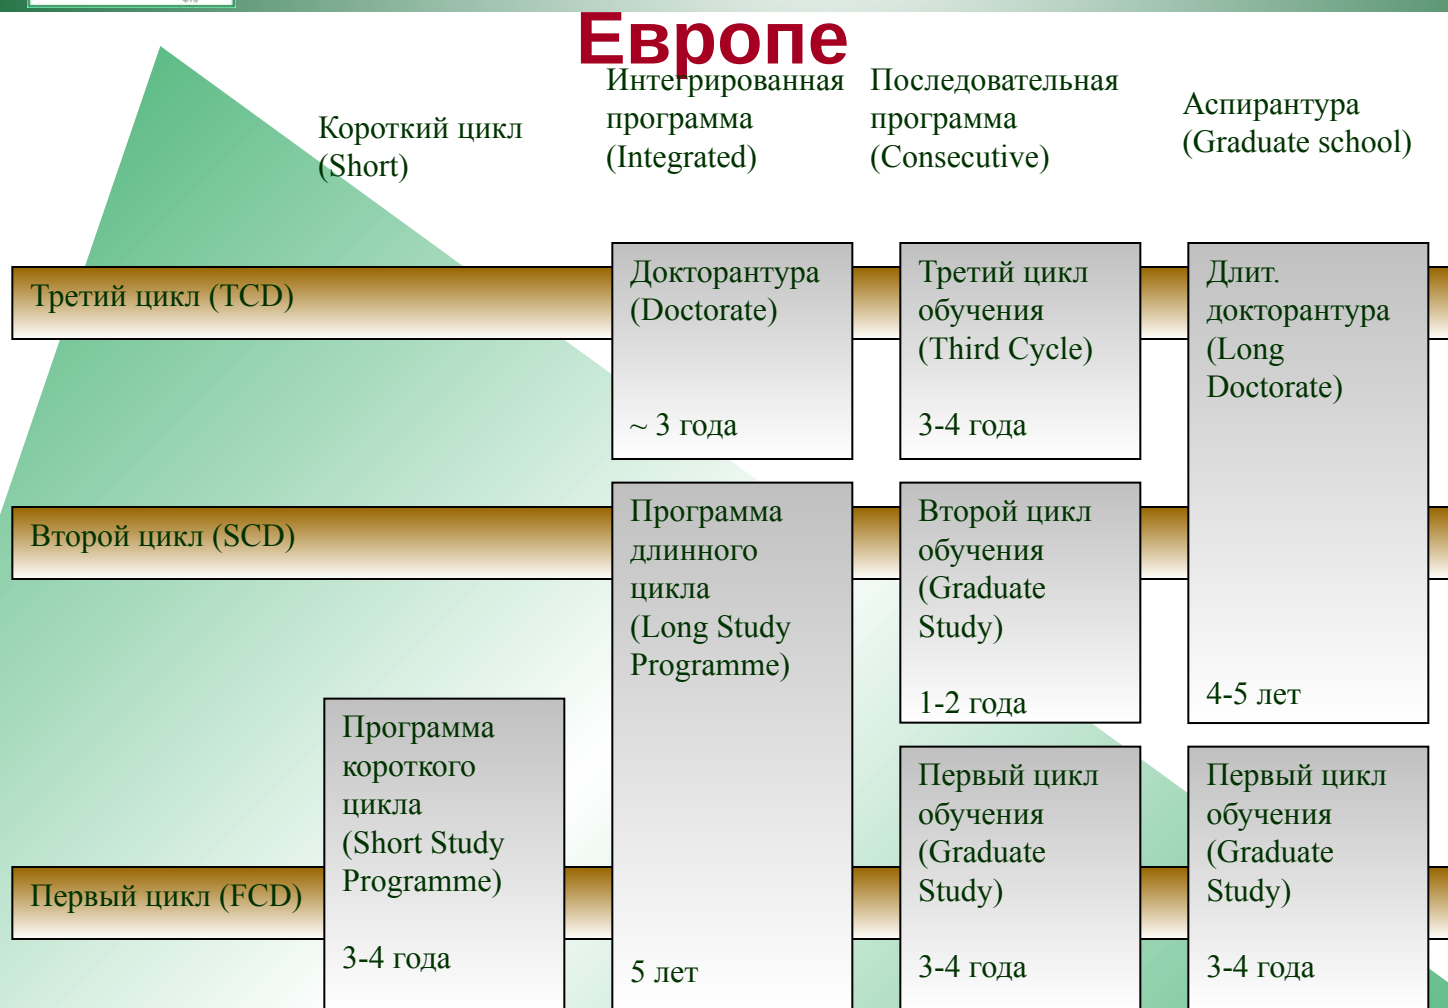 Европе
Короткий цикл
(Short)
Интегрированная
программа
(Integrated)
Последовательная
программа
(Consecutive)
Аспирантура
(Graduate school)
Третий цикл (TCD)
Докторантура
(Doctorate)
~ 3 года
Третий цикл
обучения
(Third Cycle)
3-4 года
Длит.
докторантура
(Long
Doctorate)
4-5 лет
Второй цикл (SCD)
Программа
длинного
цикла
(Long Study
Programme)
5 лет
Второй цикл
обучения
(Graduate
Study)
1-2 года
Первый цикл (FCD)
Программа
короткого
цикла
(Short Study
Programme)
3-4 года
Первый цикл
обучения
(Graduate
Study)
3-4 года
Первый цикл
обучения
(Graduate
Study)
3-4 года